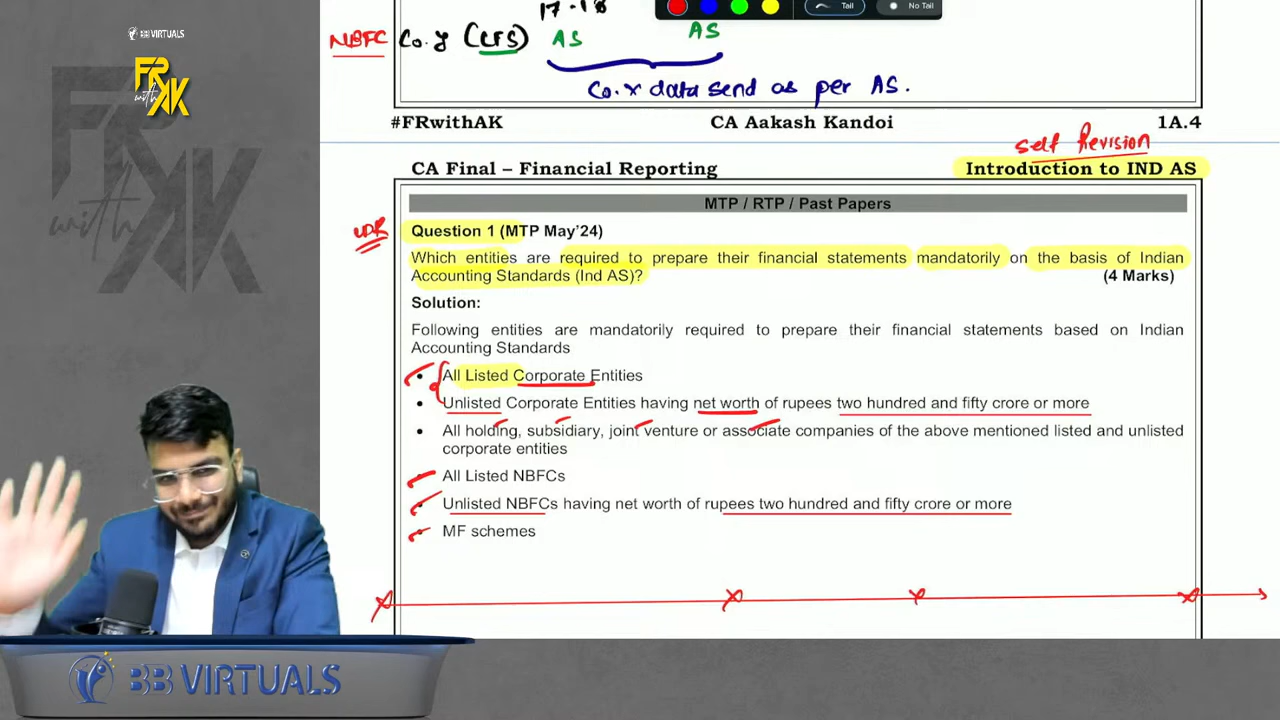 BB VIRTUALS
FR
with
AK
Tail
No Tail
17-18
NBFC Co. y (CFS) AS AS
Co. x data send as per AS.
#FRwithAK CA Aakash Kandoi 1A.4
Self Revision
CA Final – Financial Reporting Introduction to IND AS
MTP / RTP / Past Papers
Question 1 (MTP May'24)
Which entities are required to prepare their financial statements mandatorily on the basis of Indian
Accounting Standards (Ind AS)? (4 Marks)
Solution:
Following entities are mandatorily required to prepare their financial statements based on Indian
Accounting Standards
• All Listed Corporate Entities
• Unlisted Corporate Entities having net worth of rupees two hundred and fifty crore or more
• All holding, subsidiary, joint venture or associate companies of the above mentioned listed and unlisted
corporate entities
• All Listed NBFCs
• Unlisted NBFCs having net worth of rupees two hundred and fifty crore or more
• MF schemes
BB VIRTUALS